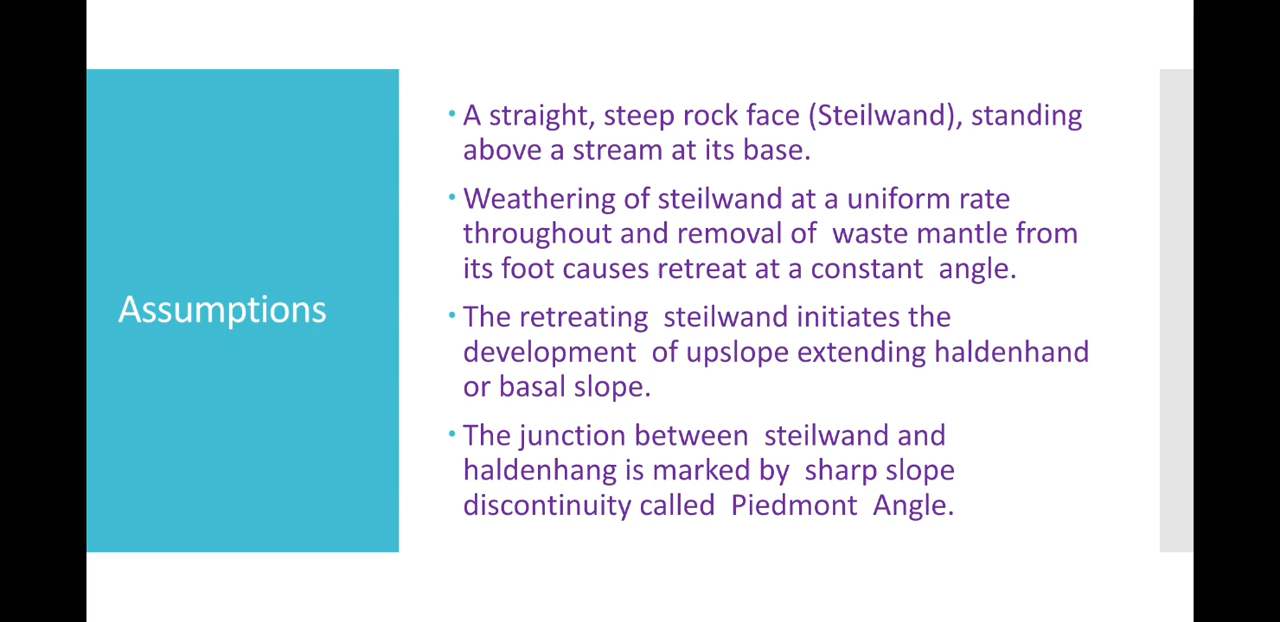 Assumptions
• A straight, steep rock face (Steilwand), standing
above a stream at its base.
• Weathering of steilwand at a uniform rate
throughout and removal of  waste mantle from
its foot causes retreat at a constant  angle.
• The retreating  steilwand initiates the
development  of upslope extending haldenhand
or basal slope.
• The junction between  steilwand and
haldenhang is marked by  sharp slope
discontinuity called  Piedmont  Angle.